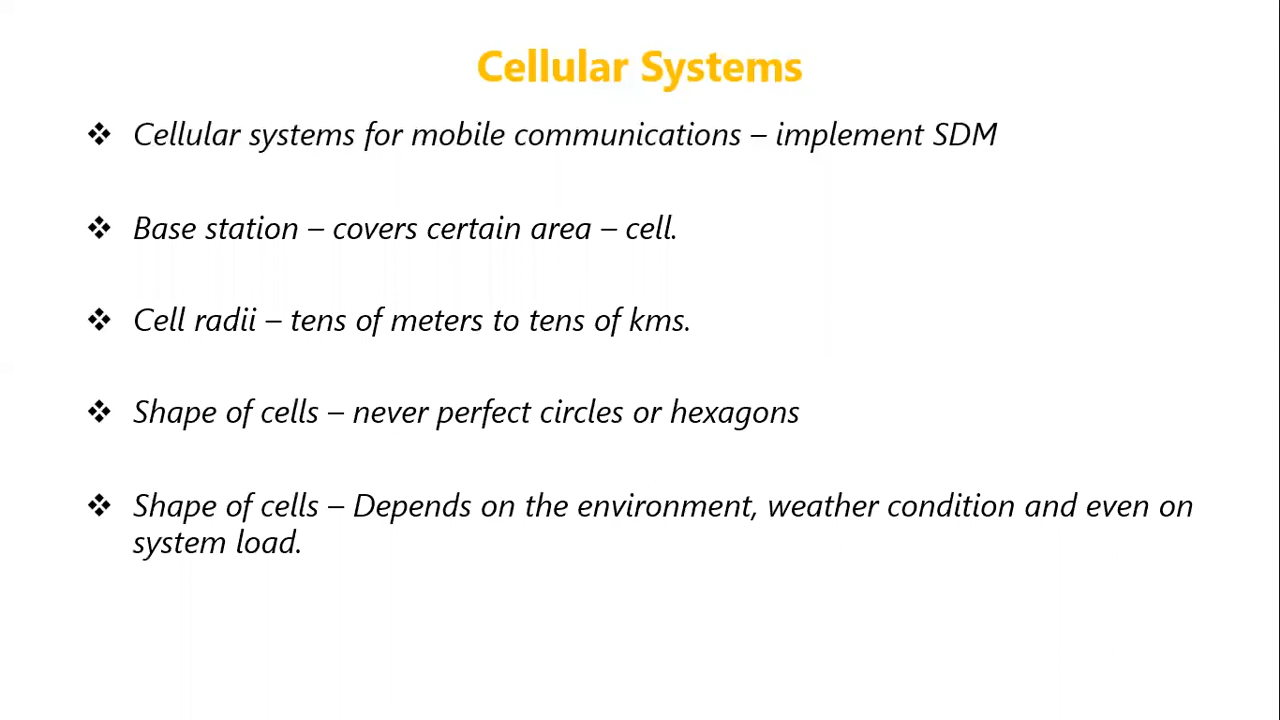 Cellular Systems
❖ Cellular systems for mobile communications – implement SDM
❖ Base station – covers certain area – cell.
❖ Cell radii – tens of meters to tens of kms.
❖ Shape of cells – never perfect circles or hexagons
❖ Shape of cells – Depends on the environment, weather condition and even on
system load.